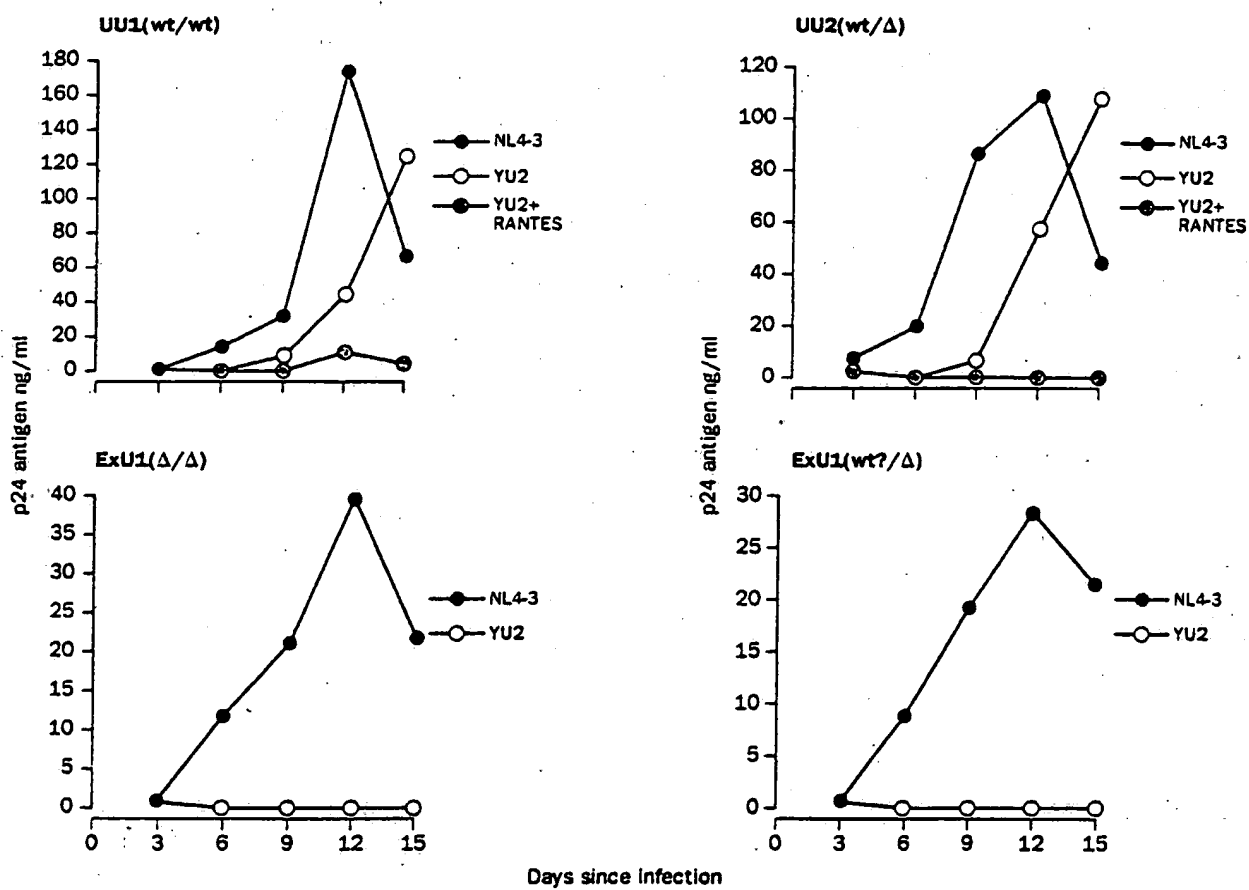 UU1(wt/wt)
180
160
140
120
100
80
60
40
20
0
NL4-3
YU2
YU2+
RANTES
UU2(wt/Δ)
120
100
80
60
40
20
0
NL4-3
YU2
YU2+
RANTES
p24 antigen ng/ml
p24 antigen ng/ml
ExU1(Δ/Δ)
40
35
30
25
20
15
10
5
0
NL4-3
YU2
0 3 6 9 12 15
ExU1(wt?/Δ)
30
25
20
15
10
5
0
NL4-3
YU2
0 3 6 9 12 15
Days since infection